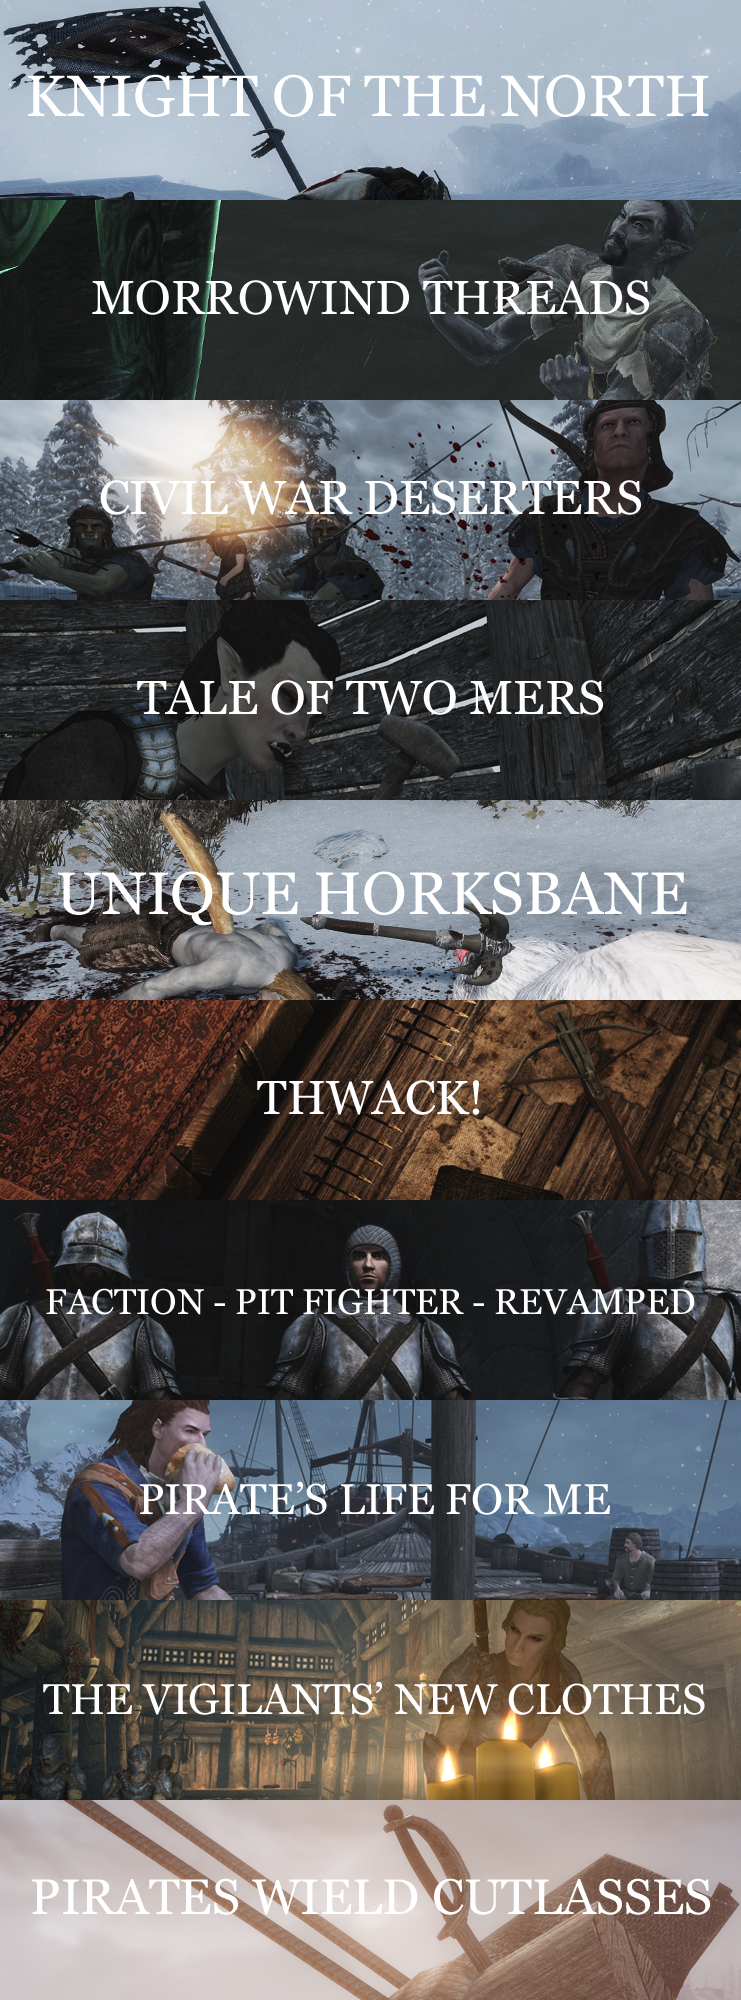 KNIGHT OF THE NORTH
MORROWIND THREADS
CIVIL WAR DESERTERS
TALE OF TWO MERS
UNIQUE HORKSBANE
THWACK!
FACTION - PIT FIGHTER - REVAMPED
PIRATE’S LIFE FOR ME
THE VIGILANTS’ NEW CLOTHES
PIRATES WIELD CUTLASSES